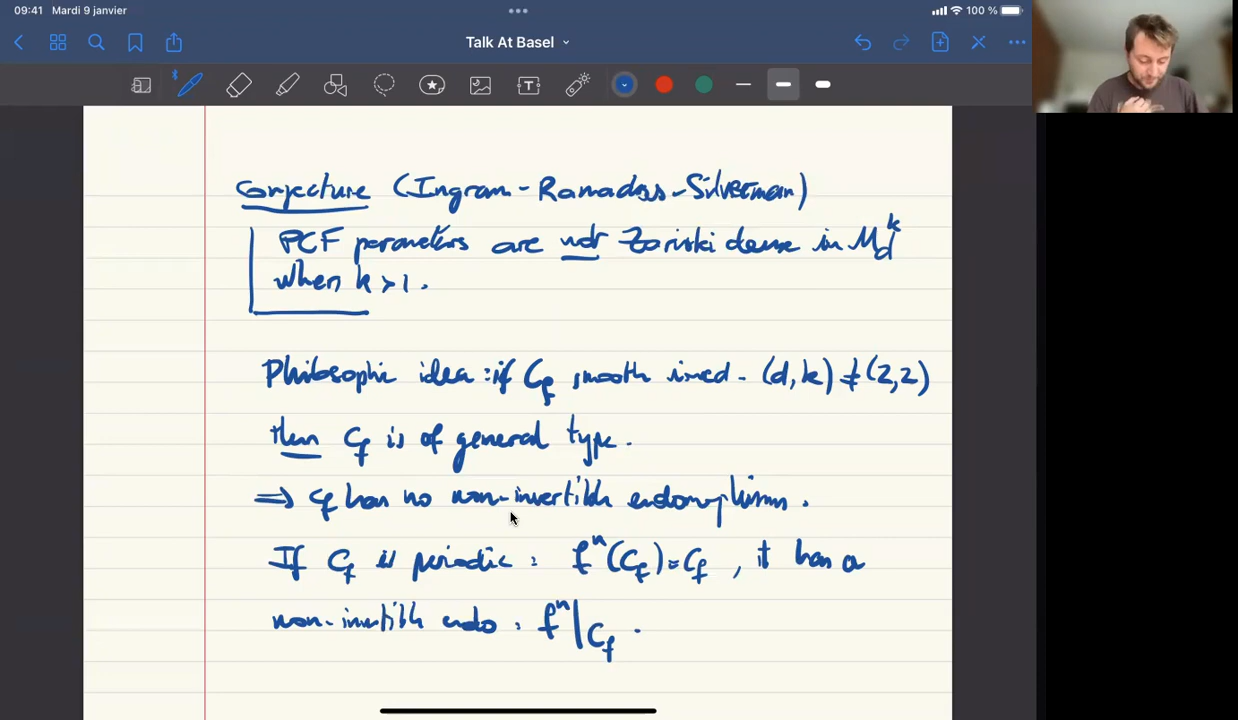 09:41 Mardi 9 janvier
100 %
Talk At Basel
Conjecture (Ingram-Ramadas-Silverman)
PCF parameters are not Zariski dense in M_d^k
when k > 1.
Philosophic idea : if C_f smooth irred - (d, k) ≠ (2, 2)
then C_f is of general type.
⇒ C_f has no non-invertible endomorphism.
If C_f is periodic : f^n(C_f) = C_f , it has a
non-invertible endo : f^n|_{C_f} .